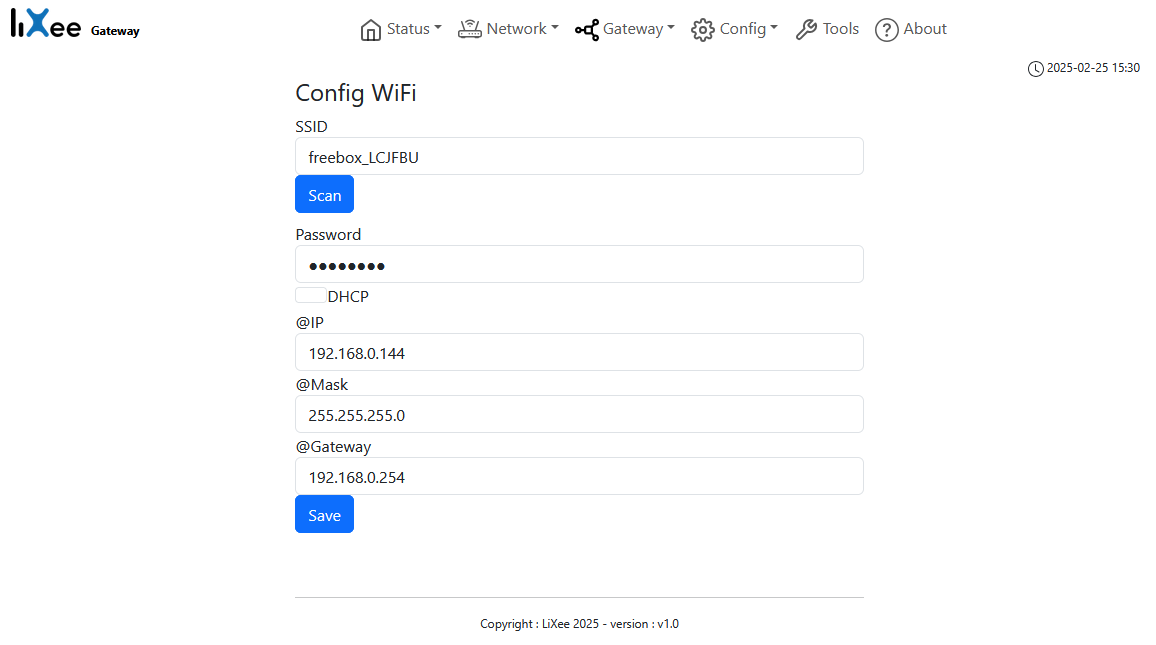 LiXee Gateway Status Network Gateway Config Tools ? About
2025-02-25 15:30
Config WiFi
SSID
freebox_LCJFBU
Scan
Password
●●●●●●●●
DHCP
@IP
192.168.0.144
@Mask
255.255.255.0
@Gateway
192.168.0.254
Save
Copyright : LiXee 2025 - version : v1.0